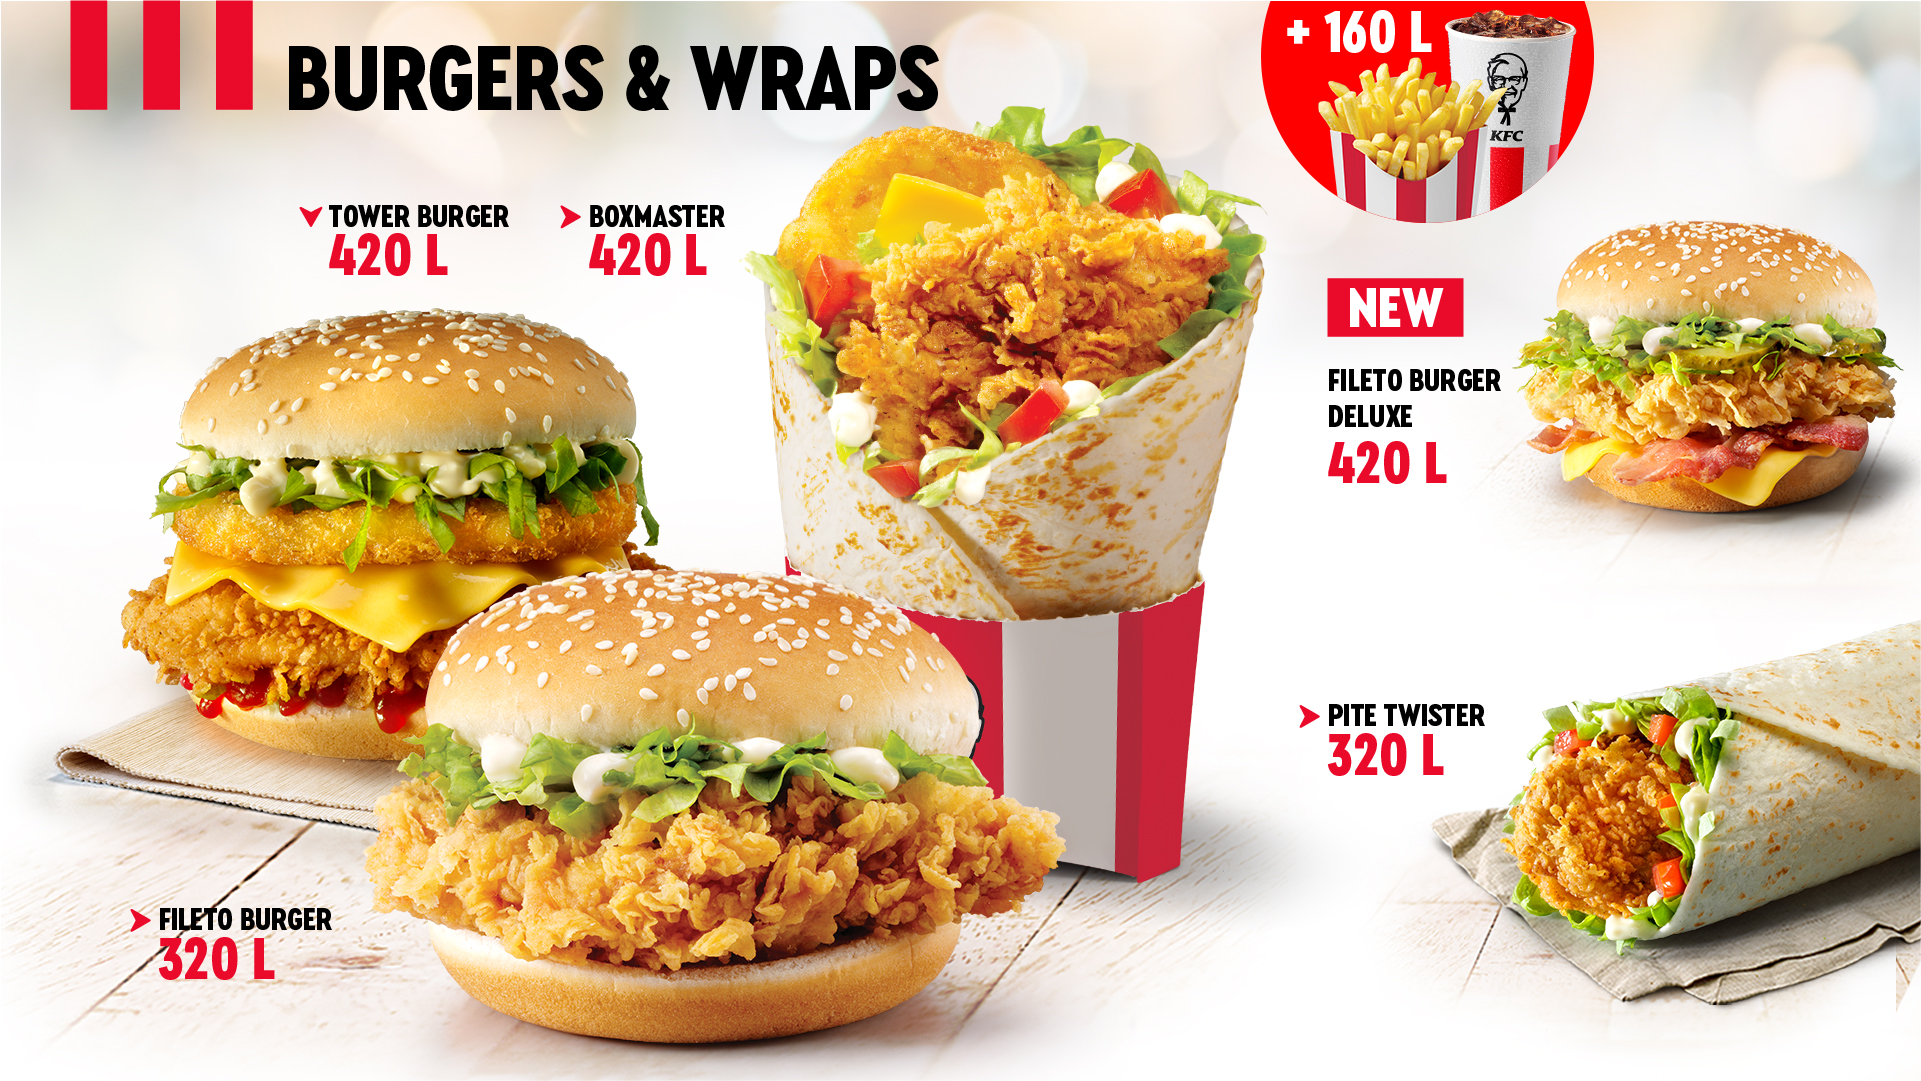 BURGERS & WRAPS
+ 160 L
KFC
TOWER BURGER
420 L
BOXMASTER
420 L
NEW
FILETO BURGER
DELUXE
420 L
PITE TWISTER
320 L
FILETO BURGER
320 L